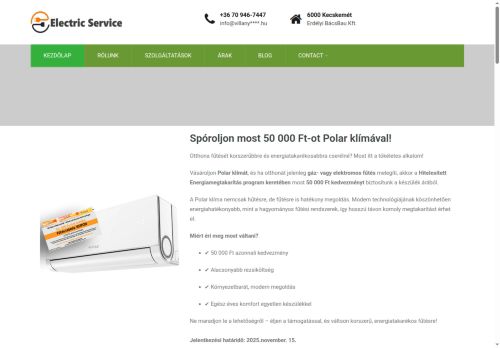 Electric Service
+36 70 946-7447
info@villany**** hu
6000 Kecskemét
Erdélyi BácsBau Kft.
KEZDŐLAP RÓLUNK SZOLGÁLTATÁSOK ÁRAK BLOG CONTACT
Spóroljon most 50 000 Ft-ot Polar klímával!
Otthona fűtését korszerűbbre és energiatakarékosabbra cserélné? Most itt a tökéletes alkalom!
Vásároljon Polar klímát, és ha otthonát jelenleg gáz- vagy elektromos fűtés melegíti, akkor a Hitelesített
Energiamegtakarítás program keretében most 50 000 Ft kedvezményt biztosítunk a készülék árából.
A Polar klíma nemcsak hűtésre, de fűtésre is hatékony megoldás. Modern technológiájának köszönhetően
energiahatékonyabb, mint a hagyományos fűtési rendszerek, így hosszú távon komoly megtakarítást érhet
el.
Miért éri meg most váltani?
✔ 50 000 Ft azonnali kedvezmény
✔ Alacsonyabb rezsiköltség
✔ Környezetbarát, modern megoldás
✔ Egész éves komfort egyetlen készülékkel
Ne maradjon le a lehetőségről – éljen a támogatással, és váltson korszerű, energiatakarékos fűtésre!
Jelentkezési határidő: 2025.november. 15.